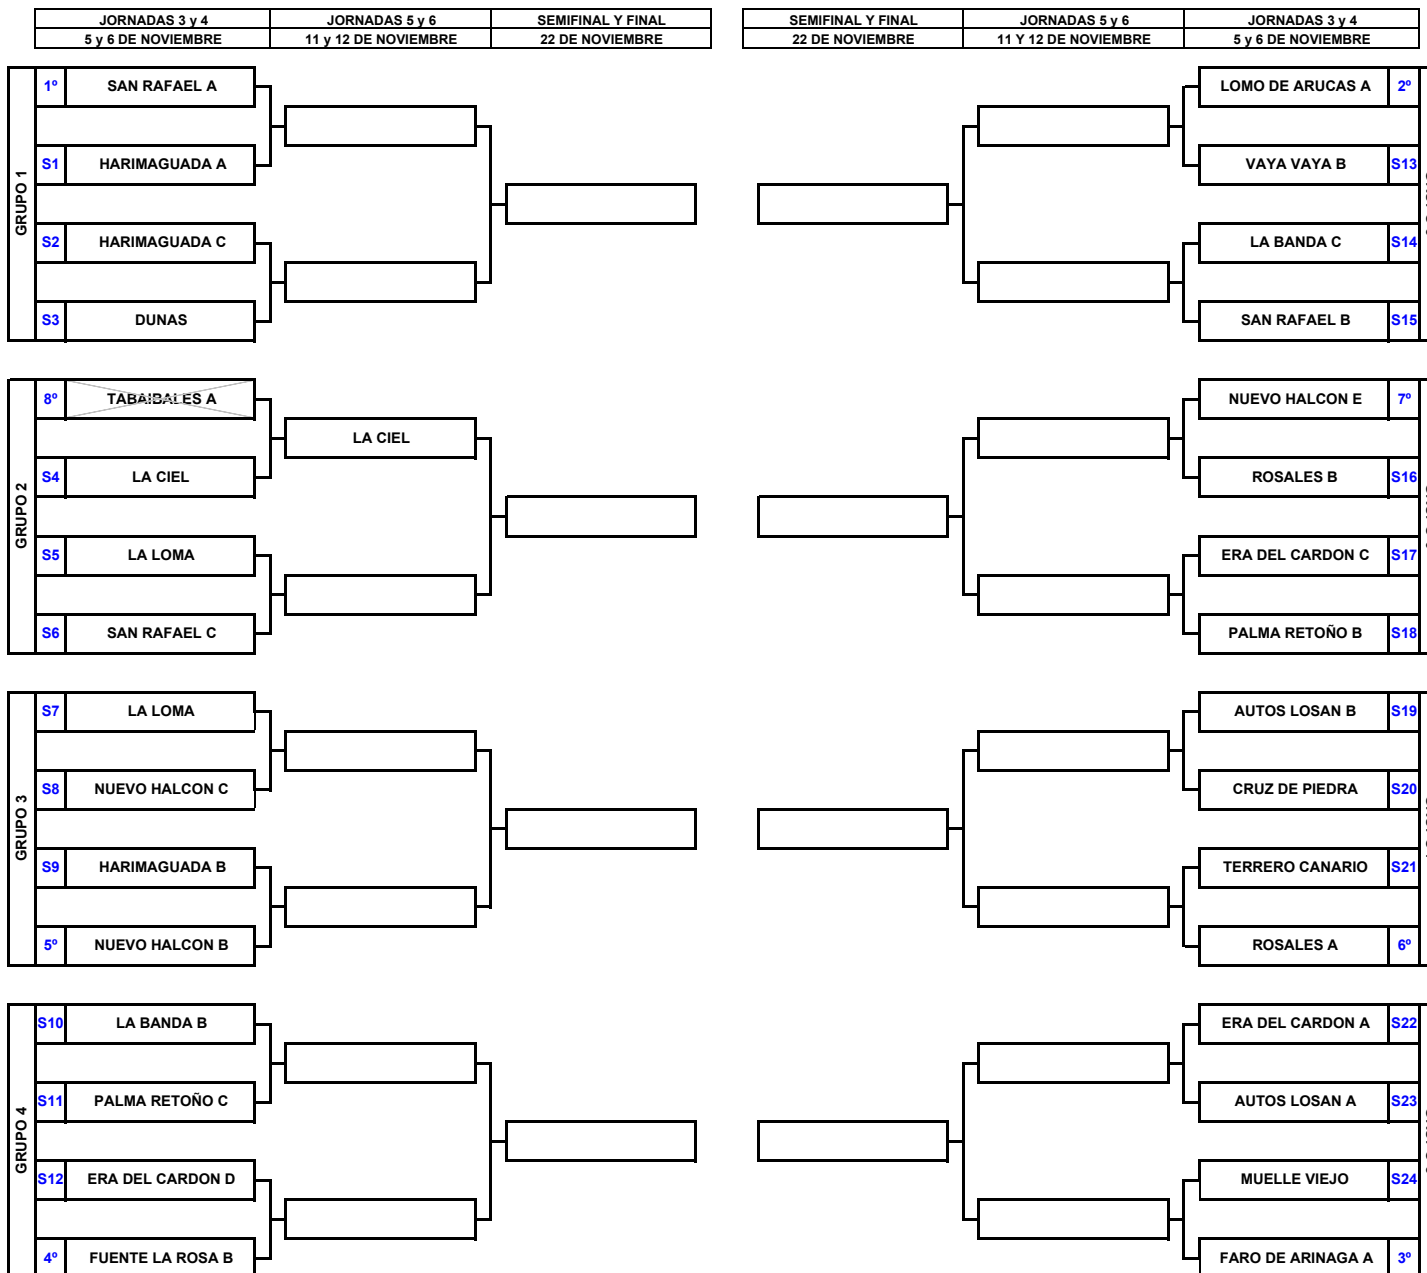 JORNADAS 3 y 4 JORNADAS 5 y 6 SEMIFINAL Y FINAL SEMIFINAL Y FINAL JORNADAS 5 y 6 JORNADAS 3 y 4
5 y 6 DE NOVIEMBRE 11 y 12 DE NOVIEMBRE 22 DE NOVIEMBRE 22 DE NOVIEMBRE 11 Y 12 DE NOVIEMBRE 5 y 6 DE NOVIEMBRE
GRUPO 1
1º SAN RAFAEL A LOMO DE ARUCAS A 2º
S1 HARIMAGUADA A VAYA VAYA B S13
S2 HARIMAGUADA C LA BANDA C S14
S3 DUNAS SAN RAFAEL B S15
GRUPO 2
8º TABAIBALES A NUEVO HALCON E 7º
LA CIEL
S4 LA CIEL ROSALES B S16
S5 LA LOMA ERA DEL CARDON C S17
S6 SAN RAFAEL C PALMA RETOÑO B S18
GRUPO 3
S7 LA LOMA AUTOS LOSAN B S19
S8 NUEVO HALCON C CRUZ DE PIEDRA S20
S9 HARIMAGUADA B TERRERO CANARIO S21
5º NUEVO HALCON B ROSALES A 6º
GRUPO 4
S10 LA BANDA B ERA DEL CARDON A S22
S11 PALMA RETOÑO C AUTOS LOSAN A S23
S12 ERA DEL CARDON D MUELLE VIEJO S24
4º FUENTE LA ROSA B FARO DE ARINAGA A 3º